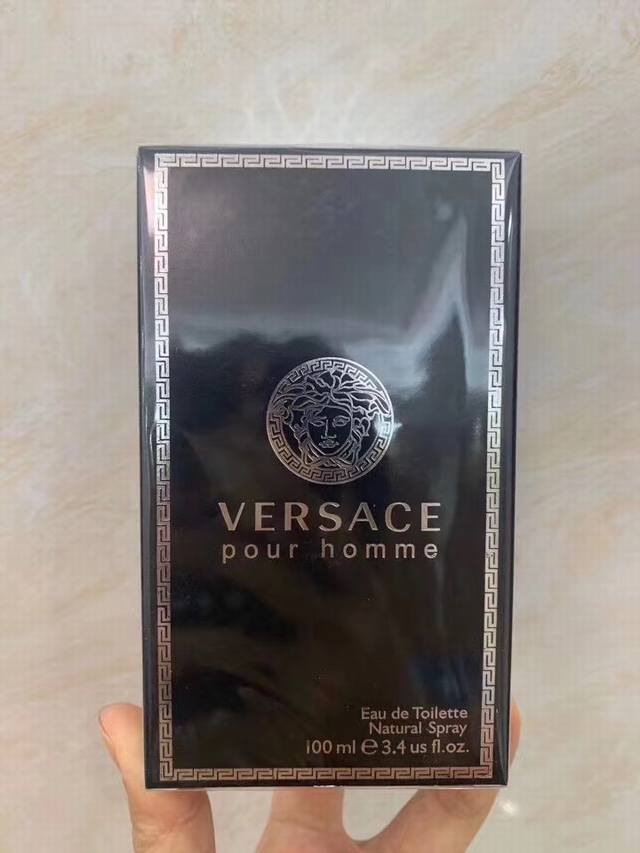 VERSACE
pour homme
Eau de Toilette
Natural Spray
100 ml ℮ 3.4 us fl.oz.